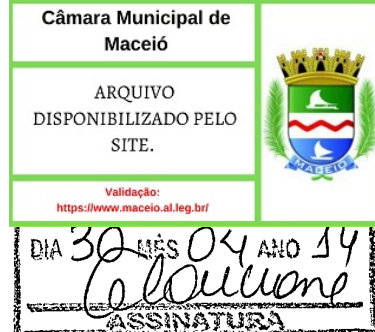 Câmara Municipal de
Maceió
ARQUIVO
DISPONIBILIZADO PELO
SITE.
Validação:
https://www.maceio.al.leg.br/
MACEIÓ
DIA 30 MÊS 04 ANO 14
ASSINATURA